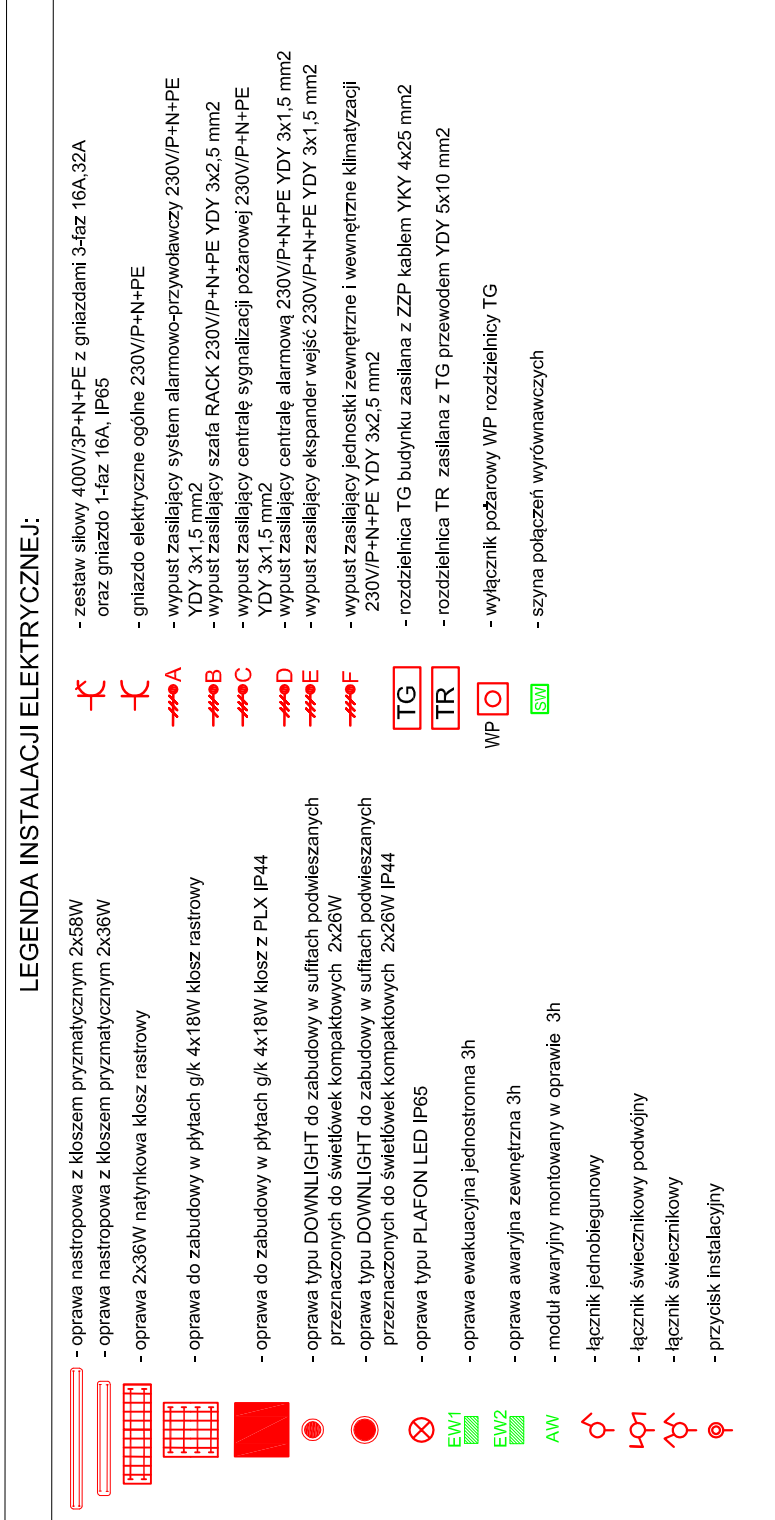 LEGENDA INSTALACJI ELEKTRYCZNEJ:
- oprawa nastropowa z kloszem pryzmatycznym 2x58W
- oprawa nastropowa z kloszem pryzmatycznym 2x36W
- oprawa 2x36W natynkowa klosz rastrowy
- oprawa do zabudowy w płytach g/k 4x18W klosz rastrowy
- oprawa do zabudowy w płytach g/k 4x18W klosz z PLX IP44
- oprawa typu DOWNLIGHT do zabudowy w sufitach podwieszanych
przeznaczonych do świetlówek kompaktowych 2x26W
- oprawa typu DOWNLIGHT do zabudowy w sufitach podwieszanych
przeznaczonych do świetlówek kompaktowych 2x26W IP44
- oprawa typu PLAFON LED IP65
EW1 - oprawa ewakuacyjna jednostronna 3h
EW2 - oprawa awaryjna zewnętrzna 3h
AW - moduł awaryjny montowany w oprawie 3h
- łącznik jednobiegunowy
- łącznik świecznikowy podwójny
- łącznik świecznikowy
- przycisk instalacyjny
- zestaw siłowy 400V/3P+N+PE z gniazdami 3-faz 16A,32A
oraz gniazdo 1-faz 16A, IP65
- gniazdo elektryczne ogólne 230V/P+N+PE
A - wypust zasilający system alarmowo-przywoławczy 230V/P+N+PE
YDY 3x1,5 mm2
B - wypust zasilający szafa RACK 230V/P+N+PE YDY 3x2,5 mm2
C - wypust zasilający centralę sygnalizacji pożarowej 230V/P+N+PE
YDY 3x1,5 mm2
D - wypust zasilający centralę alarmową 230V/P+N+PE YDY 3x1,5 mm2
E - wypust zasilający ekspander wejść 230V/P+N+PE YDY 3x1,5 mm2
F - wypust zasilający jednostki zewnętrzne i wewnętrzne klimatyzacji
230V/P+N+PE YDY 3x2,5 mm2
TG - rozdzielnica TG budynku zasilana z ZZP kablem YKY 4x25 mm2
TR - rozdzielnica TR zasilana z TG przewodem YDY 5x10 mm2
WP - wyłącznik pożarowy WP rozdzielnicy TG
SW - szyna połączeń wyrównawczych